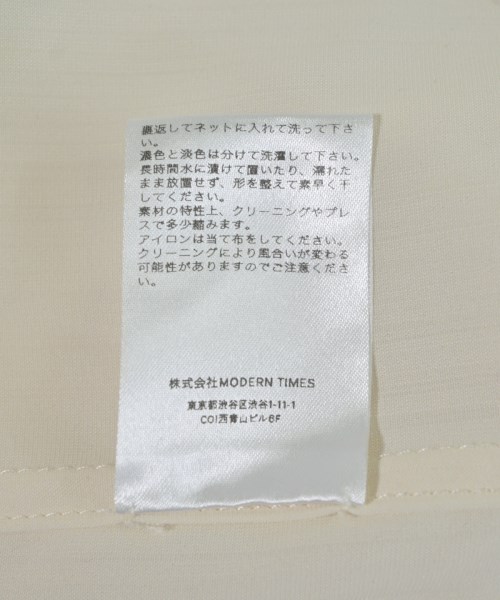 裏返してネットに入れて洗って下さ
い。
濃色と淡色は分けて洗濯して下さい。
長時間水に漬けて置いたり、濡れた
まま放置せず、形を整えて素早く干
してください。
素材の特性上、クリーニングやプレ
スで多少縮みます。
アイロンは当て布をしてください。
クリーニングにより風合いが変わる
可能性がありますのでご注意くださ
い。
株式会社MODERN TIMES
東京都渋谷区渋谷1-11-1
COI西青山ビル6F